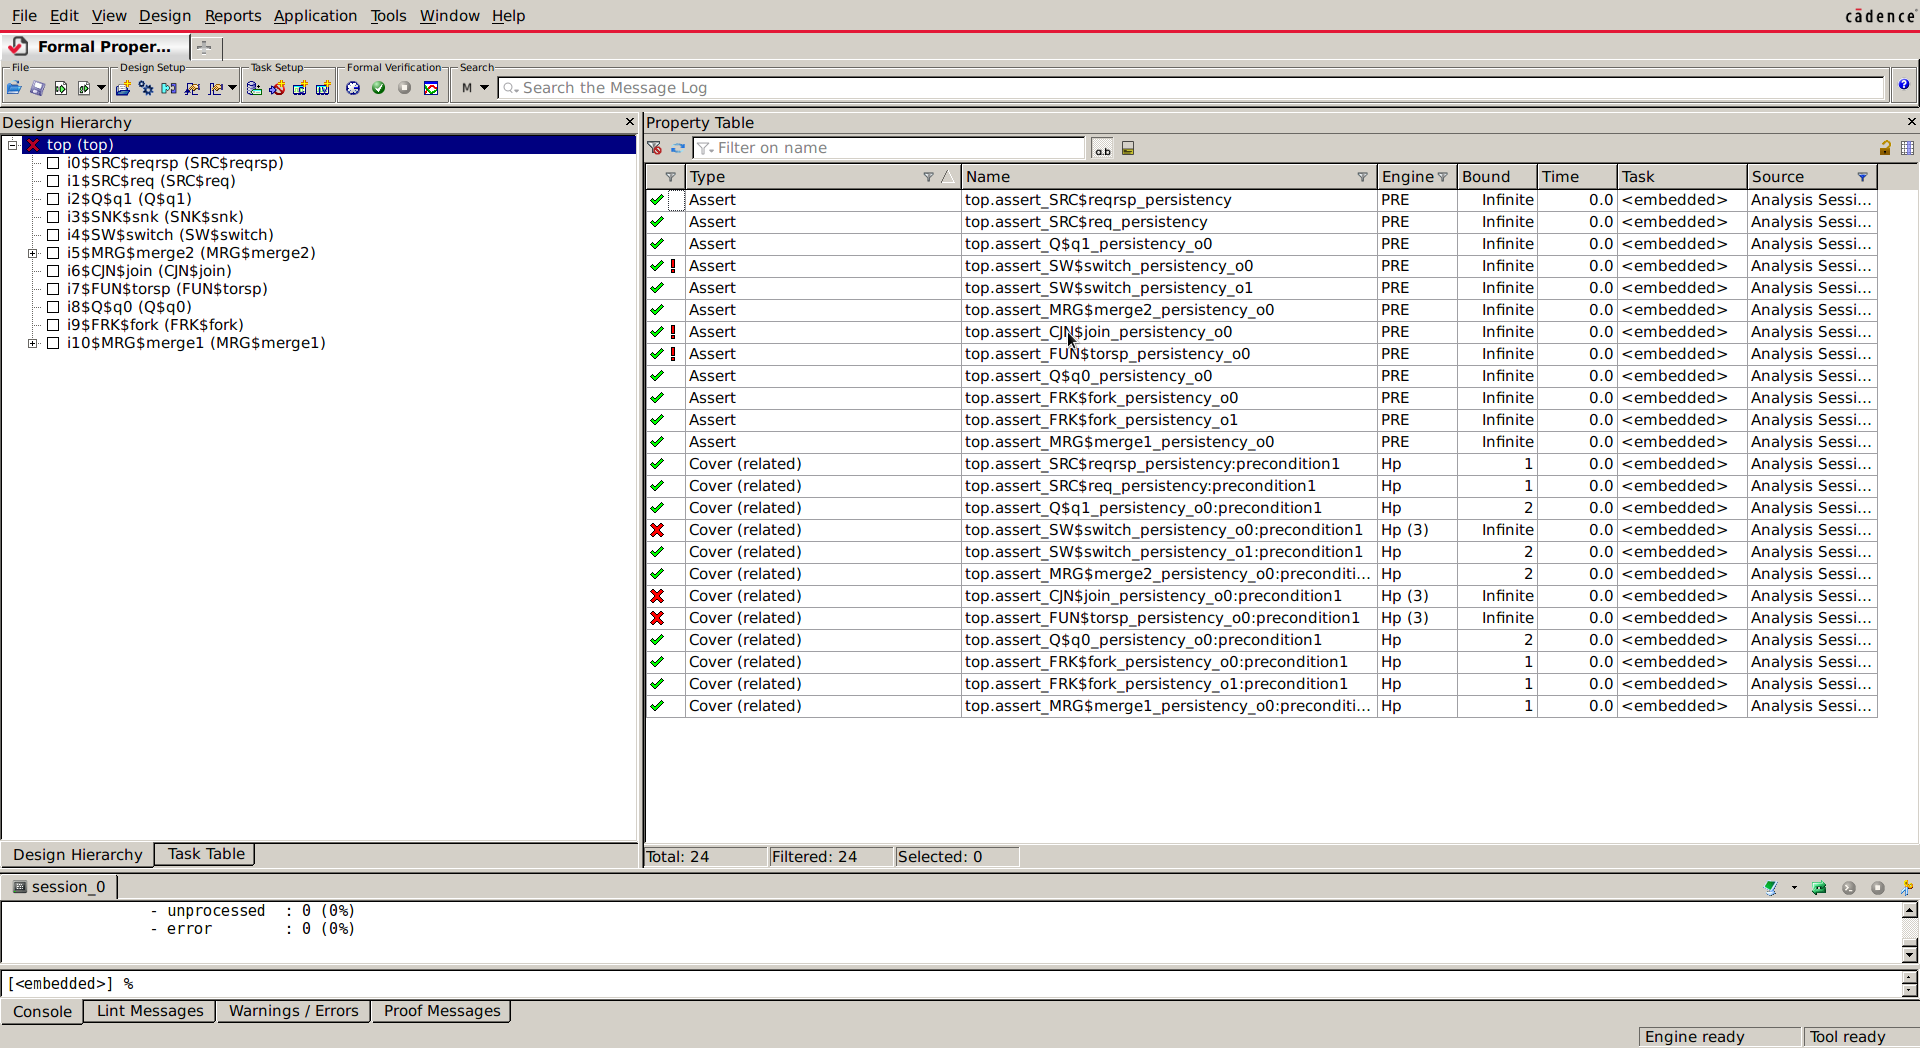 File Edit View Design Reports Application Tools Window Help
cādence
Formal Proper...
File Design Setup Task Setup Formal Verification Search
M Search the Message Log
Design Hierarchy
top (top)
i0$SRC$reqrsp (SRC$reqrsp)
i1$SRC$req (SRC$req)
i2$Q$q1 (Q$q1)
i3$SNK$snk (SNK$snk)
i4$SW$switch (SW$switch)
i5$MRG$merge2 (MRG$merge2)
i6$CJN$join (CJN$join)
i7$FUN$torsp (FUN$torsp)
i8$Q$q0 (Q$q0)
i9$FRK$fork (FRK$fork)
i10$MRG$merge1 (MRG$merge1)
Design Hierarchy Task Table
Property Table
Filter on name a.b
Type Name Engine Bound Time Task Source
Assert top.assert_SRC$reqrsp_persistency PRE Infinite 0.0 <embedded> Analysis Sessi...
Assert top.assert_SRC$req_persistency PRE Infinite 0.0 <embedded> Analysis Sessi...
Assert top.assert_Q$q1_persistency_o0 PRE Infinite 0.0 <embedded> Analysis Sessi...
! Assert top.assert_SW$switch_persistency_o0 PRE Infinite 0.0 <embedded> Analysis Sessi...
Assert top.assert_SW$switch_persistency_o1 PRE Infinite 0.0 <embedded> Analysis Sessi...
Assert top.assert_MRG$merge2_persistency_o0 PRE Infinite 0.0 <embedded> Analysis Sessi...
! Assert top.assert_CJN$join_persistency_o0 PRE Infinite 0.0 <embedded> Analysis Sessi...
! Assert top.assert_FUN$torsp_persistency_o0 PRE Infinite 0.0 <embedded> Analysis Sessi...
Assert top.assert_Q$q0_persistency_o0 PRE Infinite 0.0 <embedded> Analysis Sessi...
Assert top.assert_FRK$fork_persistency_o0 PRE Infinite 0.0 <embedded> Analysis Sessi...
Assert top.assert_FRK$fork_persistency_o1 PRE Infinite 0.0 <embedded> Analysis Sessi...
Assert top.assert_MRG$merge1_persistency_o0 PRE Infinite 0.0 <embedded> Analysis Sessi...
Cover (related) top.assert_SRC$reqrsp_persistency:precondition1 Hp 1 0.0 <embedded> Analysis Sessi...
Cover (related) top.assert_SRC$req_persistency:precondition1 Hp 1 0.0 <embedded> Analysis Sessi...
Cover (related) top.assert_Q$q1_persistency_o0:precondition1 Hp 2 0.0 <embedded> Analysis Sessi...
Cover (related) top.assert_SW$switch_persistency_o0:precondition1 Hp (3) Infinite 0.0 <embedded> Analysis Sessi...
Cover (related) top.assert_SW$switch_persistency_o1:precondition1 Hp 2 0.0 <embedded> Analysis Sessi...
Cover (related) top.assert_MRG$merge2_persistency_o0:preconditi... Hp 2 0.0 <embedded> Analysis Sessi...
Cover (related) top.assert_CJN$join_persistency_o0:precondition1 Hp (3) Infinite 0.0 <embedded> Analysis Sessi...
Cover (related) top.assert_FUN$torsp_persistency_o0:precondition1 Hp (3) Infinite 0.0 <embedded> Analysis Sessi...
Cover (related) top.assert_Q$q0_persistency_o0:precondition1 Hp 2 0.0 <embedded> Analysis Sessi...
Cover (related) top.assert_FRK$fork_persistency_o0:precondition1 Hp 1 0.0 <embedded> Analysis Sessi...
Cover (related) top.assert_FRK$fork_persistency_o1:precondition1 Hp 1 0.0 <embedded> Analysis Sessi...
Cover (related) top.assert_MRG$merge1_persistency_o0:preconditi... Hp 1 0.0 <embedded> Analysis Sessi...
Total: 24 Filtered: 24 Selected: 0
session_0
- unprocessed : 0 (0%)
- error : 0 (0%)
[<embedded>] %
Console Lint Messages Warnings / Errors Proof Messages
Engine ready Tool ready